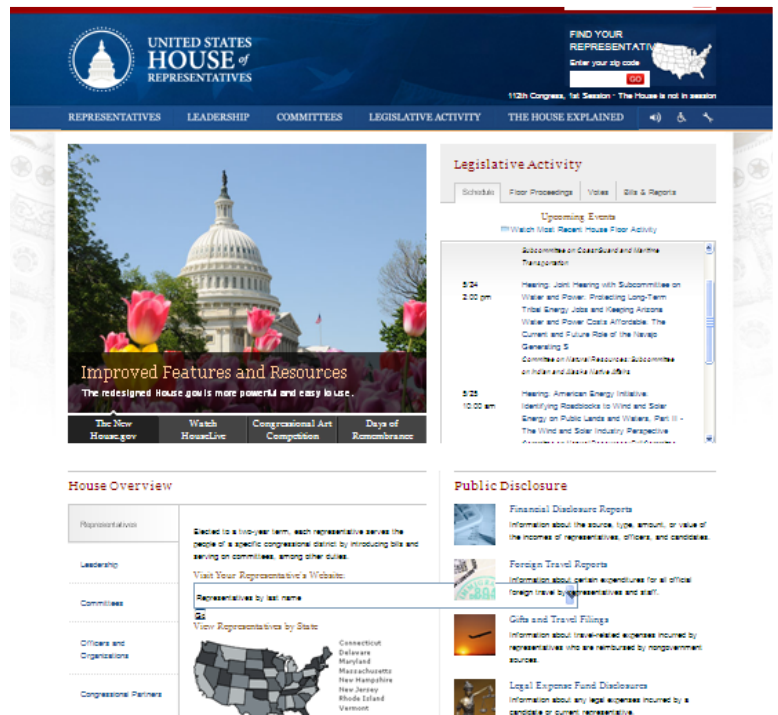 UNITED STATES
HOUSE of
REPRESENTATIVES
FIND YOUR
REPRESENTATIV
Enter your zip code
GO
112th Congress, 1st Session · The House is not in session
REPRESENTATIVES LEADERSHIP COMMITTEES LEGISLATIVE ACTIVITY THE HOUSE EXPLAINED
Improved Features and Resources
The redesigned House.gov is more powerful and easy to use.
The New
House.gov
Watch
HouseLive
Congressional Art
Competition
Days of
Remembrance
Legislative Activity
Schedule Floor Proceedings Votes Bills & Reports
Upcoming Events
Watch Most Recent House Floor Activity
Subcommittee on Coast Guard and Maritime
Transportation
5/24
2:00 pm
Hearing: Joint Hearing with Subcommittee on
Water and Power: Protecting Long-Term
Tribal Energy Jobs and Keeping Arizona
Water and Power Costs Affordable: The
Current and Future Role of the Navajo
Generating S
Committee on Natural Resources: Subcommittee
on Indian and Alaska Native Affairs
5/25
10:00 am
Hearing: American Energy Initiative:
Identifying Roadblocks to Wind and Solar
Energy on Public Lands and Waters, Part II -
The Wind and Solar Industry Perspective
House Overview
Representatives
Leadership
Committees
Officers and
Organizations
Congressional Partners
Elected to a two-year term, each representative serves the
people of a specific congressional district by introducing bills and
serving on committees, among other duties.
Visit Your Representative's Website:
Representatives by last name
Go
View Representatives by State
Connecticut
Delaware
Maryland
Massachusetts
New Hampshire
New Jersey
Rhode Island
Vermont
Public Disclosure
Financial Disclosure Reports
Information about the source, type, amount, or value of
the incomes of representatives, officers, and candidates.
Foreign Travel Reports
Information about certain expenditures for all official
foreign travel by representatives and staff.
Gifts and Travel Filings
Information about travel-related expenses incurred by
representatives who are reimbursed by nongovernment
sources.
Legal Expense Fund Disclosures
Information about any legal expenses incurred by a
candidate or current representative.